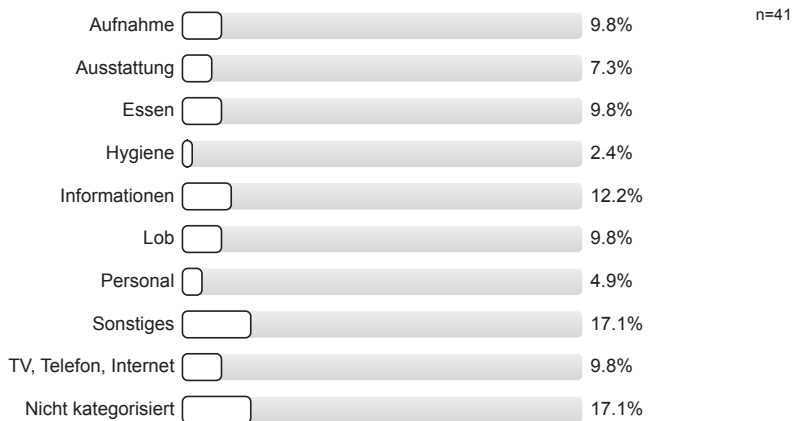 Aufnahme 9.8% n=41
Ausstattung 7.3%
Essen 9.8%
Hygiene 2.4%
Informationen 12.2%
Lob 9.8%
Personal 4.9%
Sonstiges 17.1%
TV, Telefon, Internet 9.8%
Nicht kategorisiert 17.1%